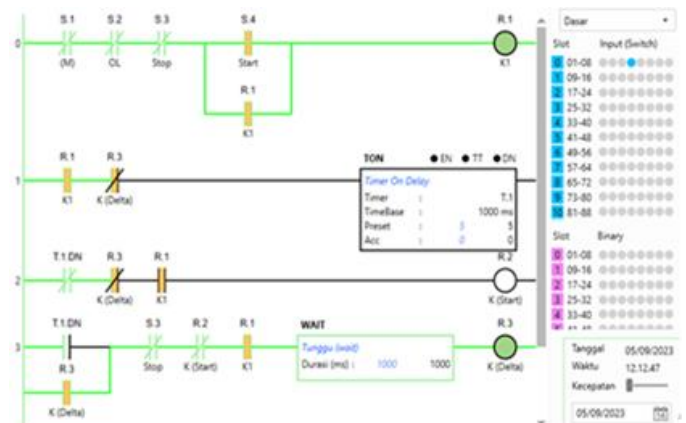 S.1 S.2 S.3 S.4 R.1
0
(M) OL Stop Start K1
R.1
K1
R.1 R.3
1
K1 K (Delta)
TON EN TT DN
Timer On Delay
Timer : T.1
TimeBase : 1000 ms
Preset : 5 5
Acc : 0 0
T.1.DN R.3 R.1 R.2
2
K (Delta) K1 K (Start)
T.1.DN S.3 R.2 R.1 WAIT R.3
3
Stop K (Start) K1 K (Delta)
Tunggu (wait)
Durasi (ms) : 1000 1000
R.3
K (Delta)
Dasar
Slot Input (Switch)
0 01-08
1 09-16
2 17-24
3 25-32
4 33-40
5 41-48
6 49-56
7 57-64
8 65-72
9 73-80
10 81-88
Slot Binary
0 01-08
1 09-16
2 17-24
3 25-32
4 33-40
Tanggal 05/09/2023
Waktu 12.12.47
Kecepatan
05/09/2023